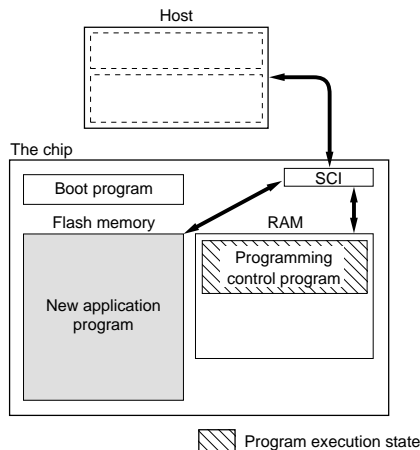 Host
The chip
SCI
Boot program
Flash memory
RAM
Programming
control program
New application
program
Program execution state